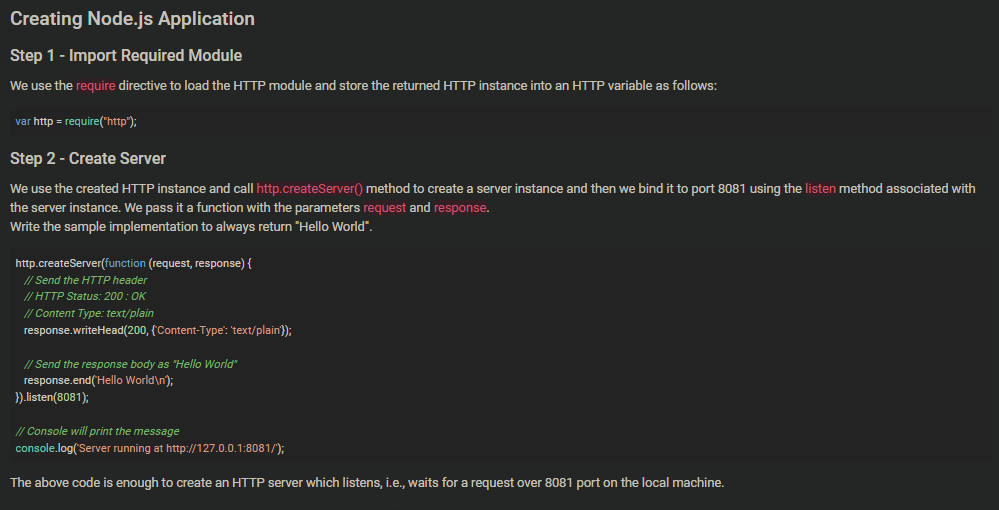 Creating Node.js Application
Step 1 - Import Required Module
We use the require directive to load the HTTP module and store the returned HTTP instance into an HTTP variable as follows:
var http = require("http");
Step 2 - Create Server
We use the created HTTP instance and call http.createServer() method to create a server instance and then we bind it to port 8081 using the listen method associated with
the server instance. We pass it a function with the parameters request and response.
Write the sample implementation to always return "Hello World".
http.createServer(function (request, response) {
// Send the HTTP header
// HTTP Status: 200 : OK
// Content Type: text/plain
response.writeHead(200, {'Content-Type': 'text/plain'});
// Send the response body as "Hello World"
response.end('Hello World\n');
}).listen(8081);
// Console will print the message
console.log('Server running at http://127.0.0.1:8081/');
The above code is enough to create an HTTP server which listens, i.e., waits for a request over 8081 port on the local machine.